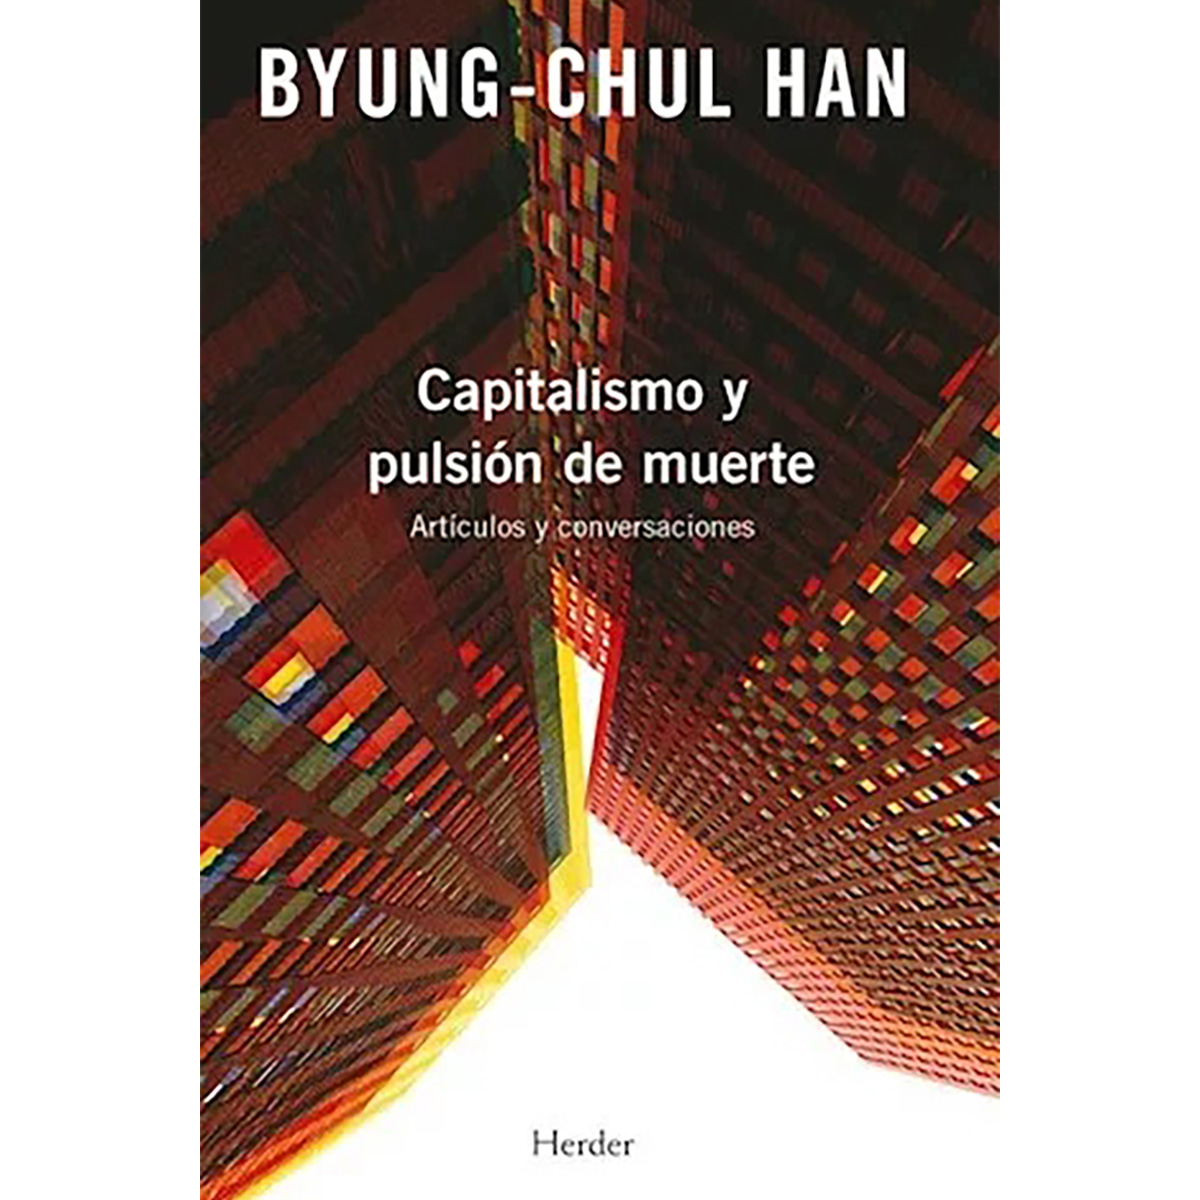 BYUNG-CHUL HAN
Capitalismo y
pulsión de muerte
Artículos y conversaciones
Herder